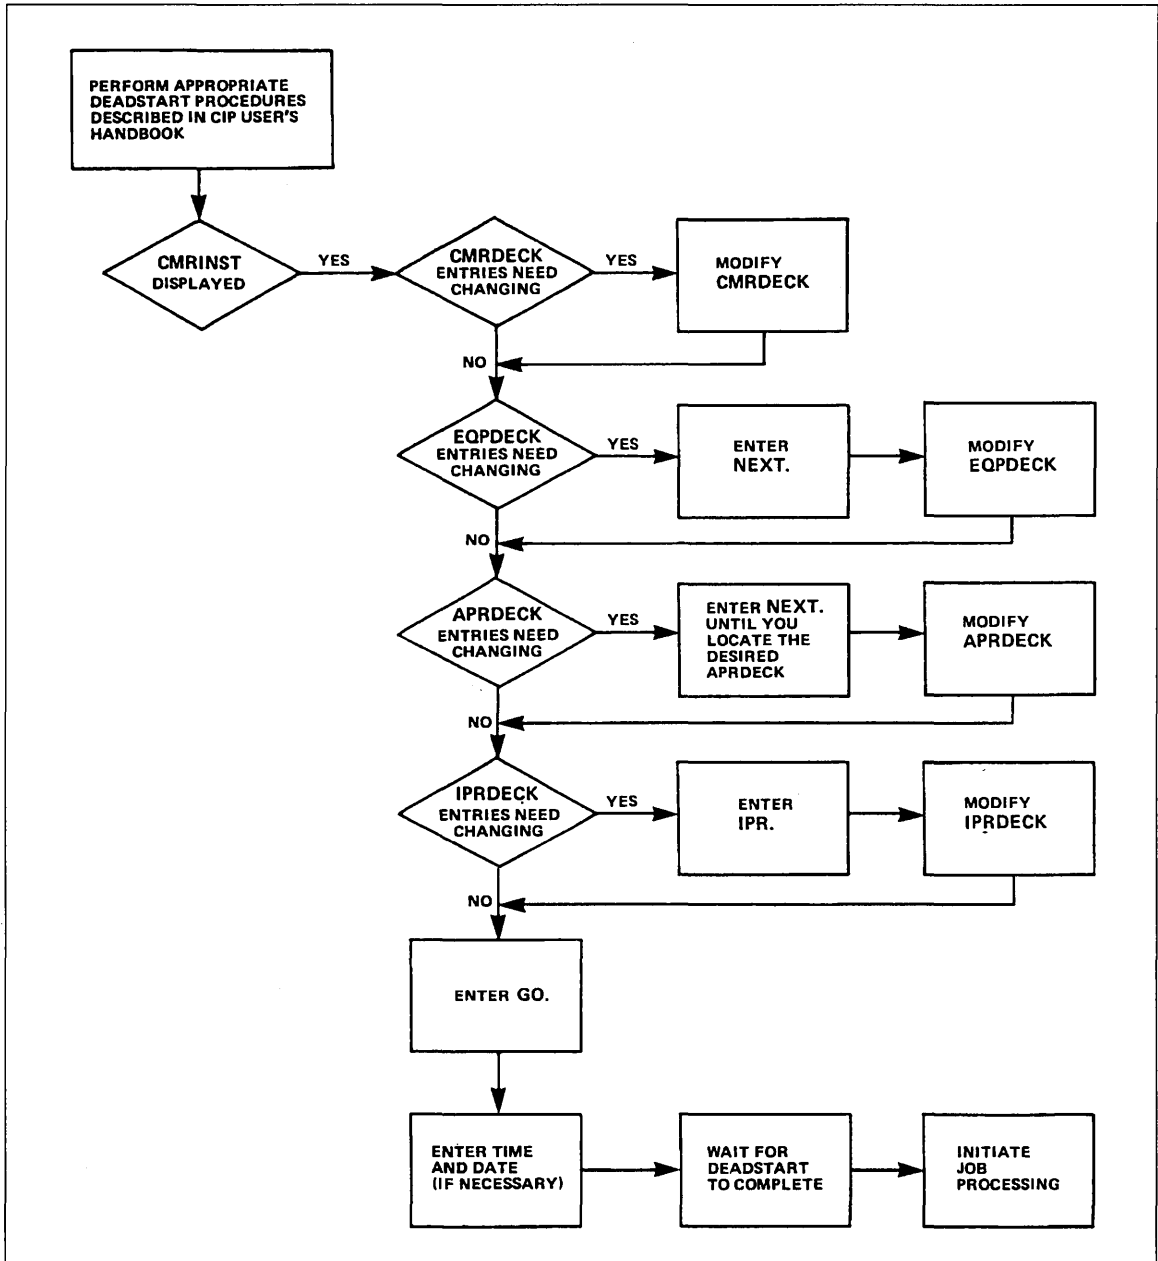 PERFORM APPROPRIATE
DEADSTART PROCEDURES
DESCRIBED IN CIP USER'S
HANDBOOK
CMRINST
DISPLAYED
YES
CMRDECK
ENTRIES NEED
CHANGING
YES
MODIFY
CMRDECK
NO
EQPDECK
ENTRIES NEED
CHANGING
YES
ENTER
NEXT.
MODIFY
EQPDECK
NO
APRDECK
ENTRIES NEED
CHANGING
YES
ENTER NEXT.
UNTIL YOU
LOCATE THE
DESIRED
APRDECK
MODIFY
APRDECK
NO
IPRDECK
ENTRIES NEED
CHANGING
YES
ENTER
IPR.
MODIFY
IPRDECK
NO
ENTER GO.
ENTER TIME
AND DATE
(IF NECESSARY)
WAIT FOR
DEADSTART
TO COMPLETE
INITIATE
JOB
PROCESSING